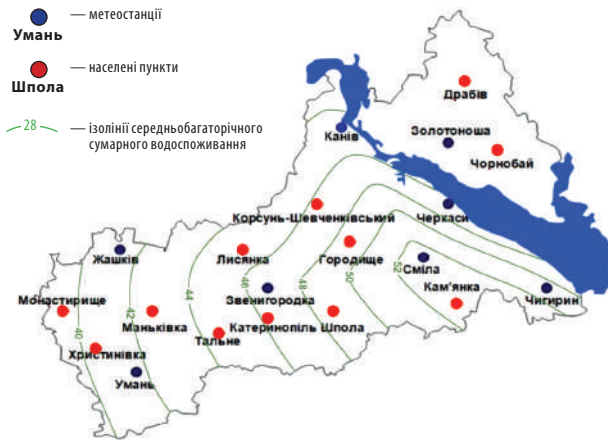 — метеостанції
Умань
— населені пункти
Шпола
28
— ізолінії середньобагаторічного
сумарного водоспоживання
Драбів
Канів
Золотоноша
Чорнобай
Корсунь-Шевченківський
Черкаси
Жашків
Лисянка
Городище
Сміла
52
50
48
46
44
42
40
Звенигородка
Кам'янка
Чигирин
Монастирище
Маньківка
Тальне
Катеринопіль
Шпола
Христинівка
Умань